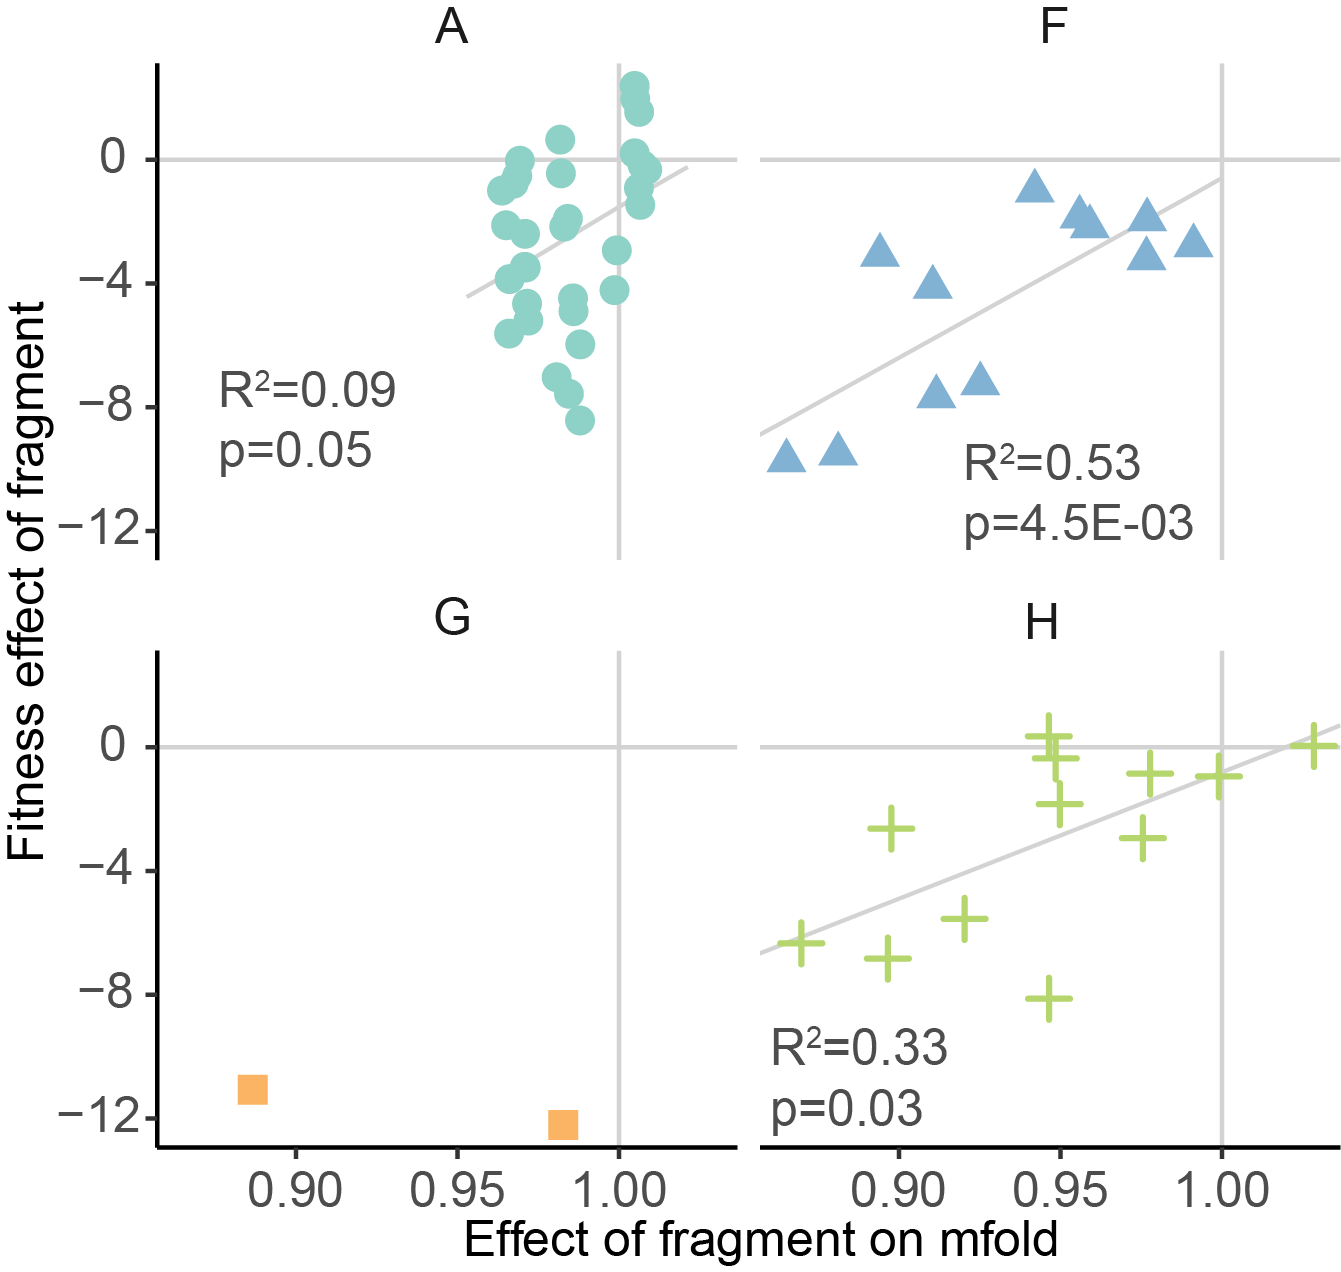 A
F
0
−4
−8
−12
R²=0.09
p=0.05
R²=0.53
p=4.5E-03
Fitness effect of fragment
G
H
0
−4
−8
−12
R²=0.33
p=0.03
0.90 0.95 1.00
0.90 0.95 1.00
Effect of fragment on mfold